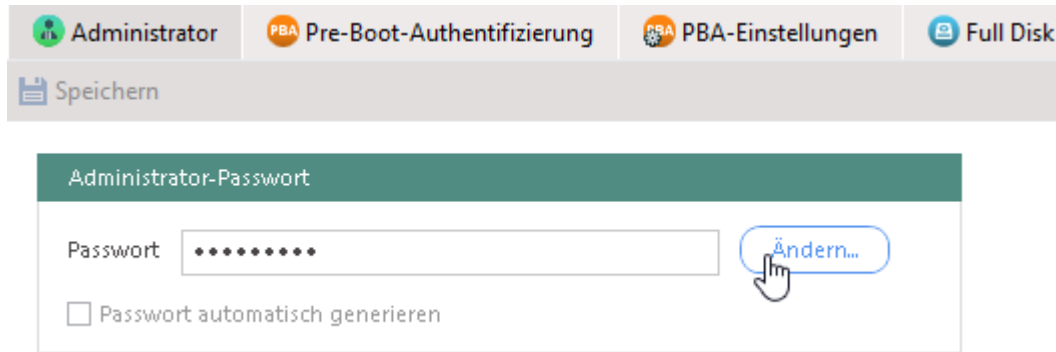 Administrator PBA Pre-Boot-Authentifizierung PBA PBA-Einstellungen Full Disk
Speichern
Administrator-Passwort
Passwort ••••••••• Ändern...
Passwort automatisch generieren